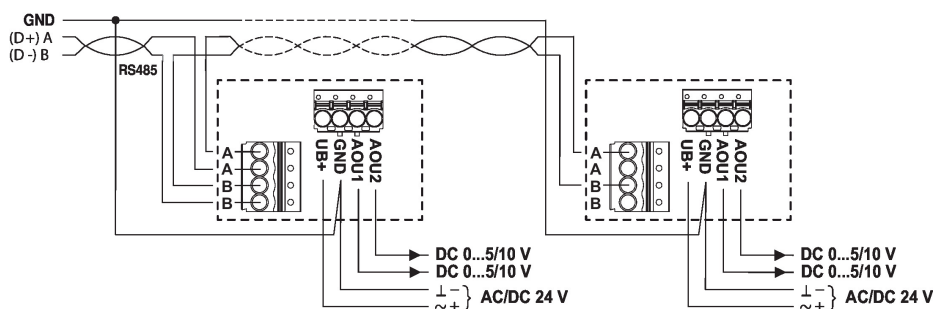 GND
(D+) A
(D -) B
RS485
A
A
B
B
UB+
GND
AOU1
AOU2
DC 0...5/10 V
DC 0...5/10 V
⊥ −
~ +
} AC/DC 24 V
A
A
B
B
UB+
GND
AOU1
AOU2
DC 0...5/10 V
DC 0...5/10 V
⊥ −
~ +
} AC/DC 24 V